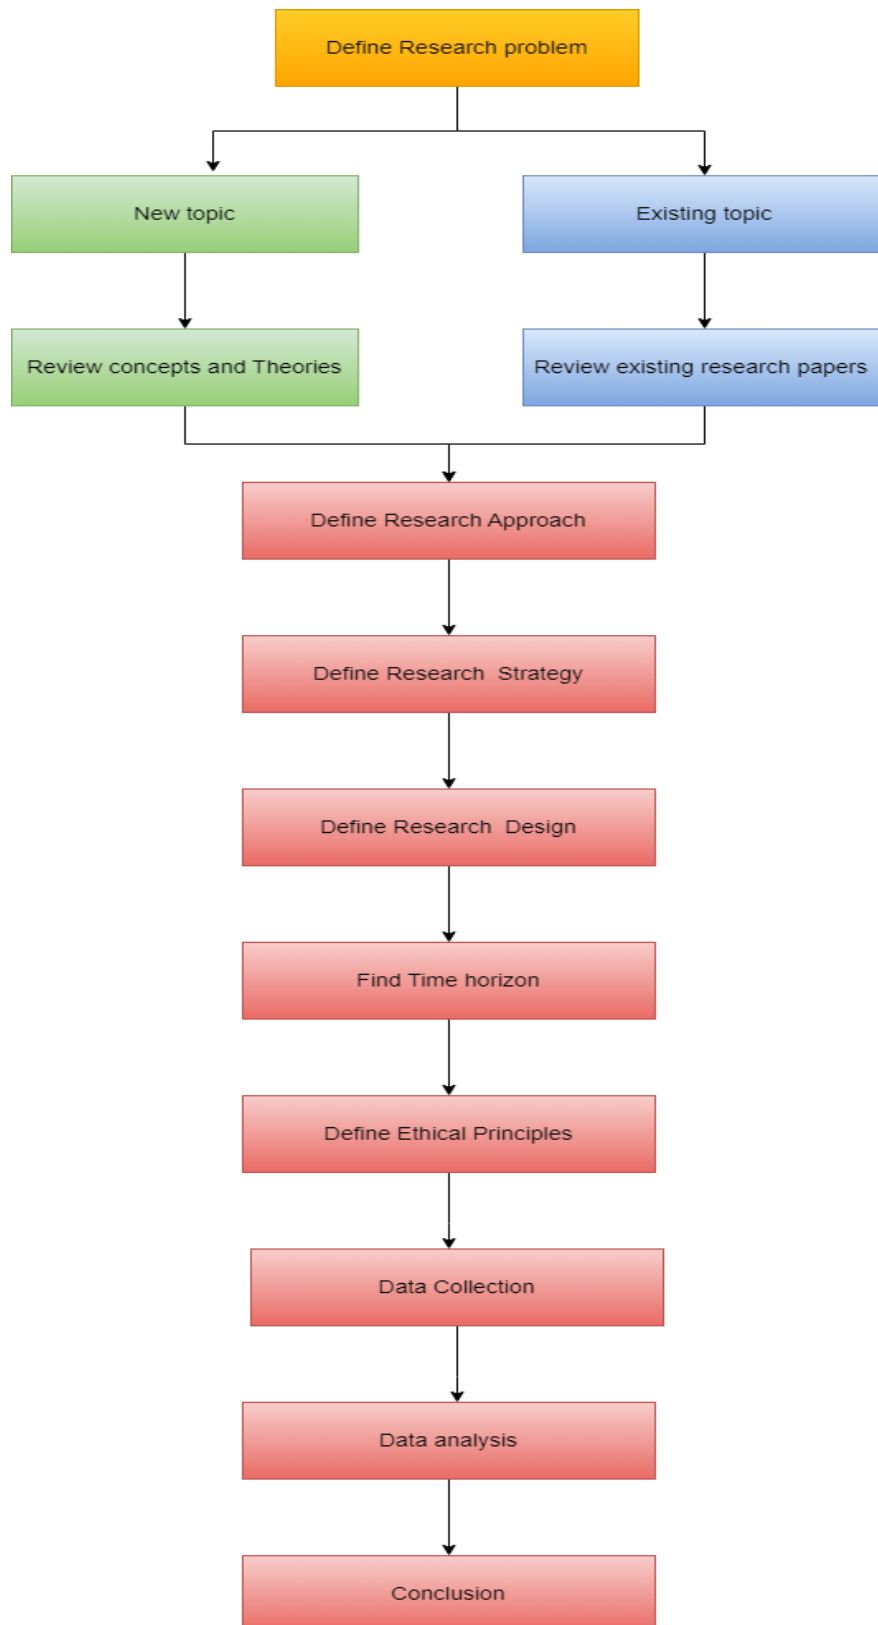 Define Research problem
New topic
Existing topic
Review concepts and Theories
Review existing research papers
Define Research Approach
Define Research  Strategy
Define Research  Design
Find Time horizon
Define Ethical Principles
Data Collection
Data analysis
Conclusion